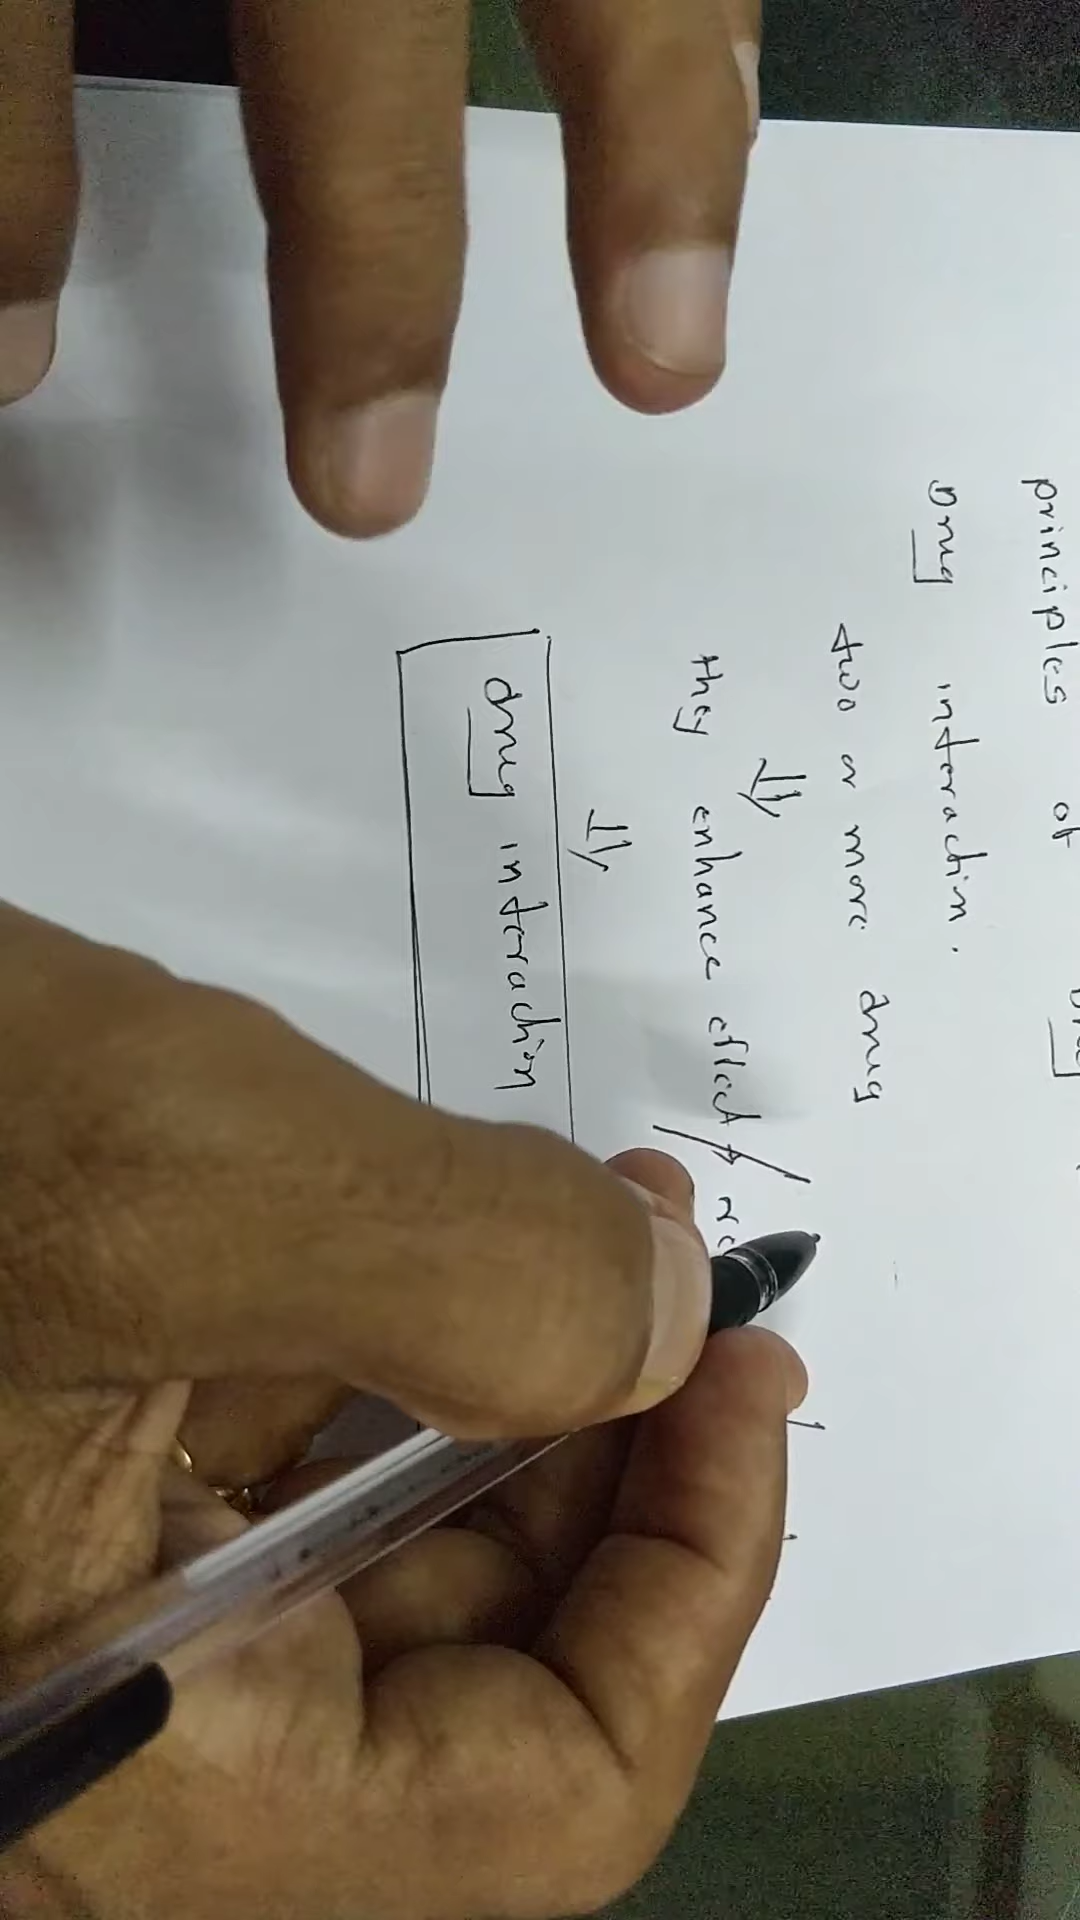 principles of
Drug interaction.
two or more drug
they enhance effect /
drug interaction